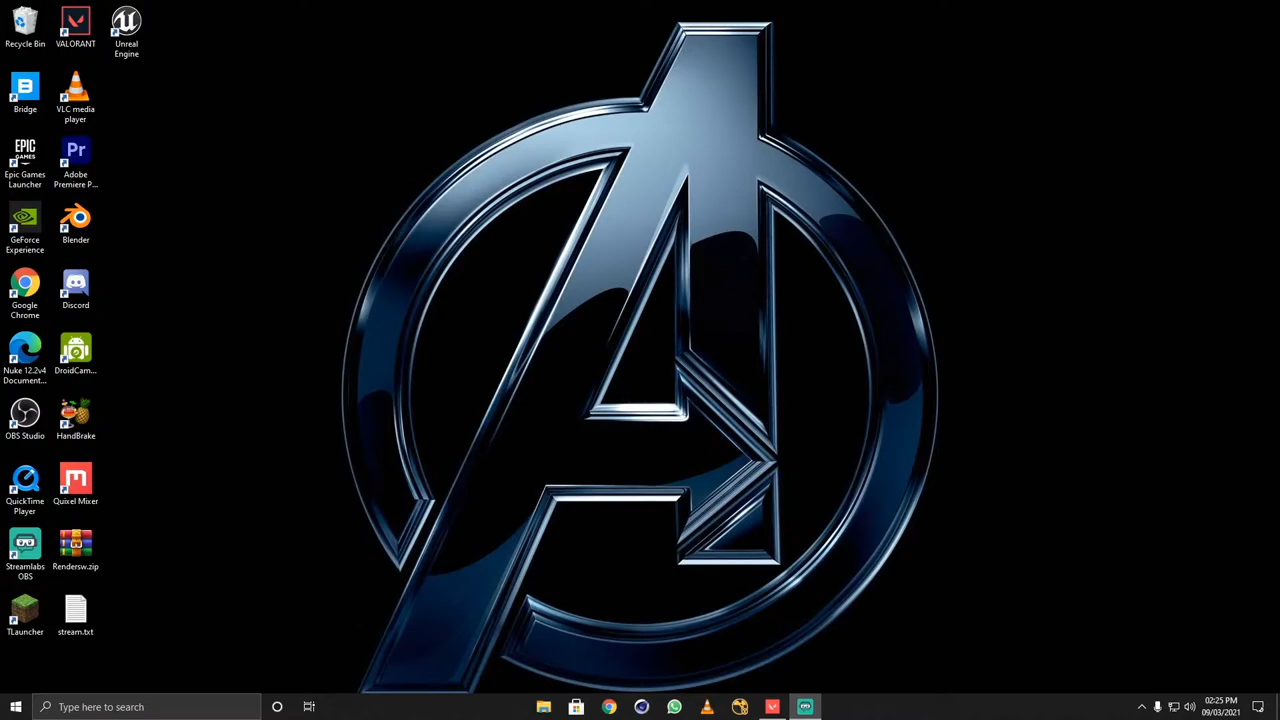 Recycle Bin
VALORANT
Unreal
Engine
Bridge
VLC media
player
EPIC
GAMES
Epic Games
Launcher
Pr
Adobe
Premiere P...
GeForce
Experience
Blender
Google
Chrome
Discord
Nuke 12.2v4
Document...
DroidCam...
OBS Studio
HandBrake
QuickTime
Player
Quixel Mixer
Streamlabs
OBS
Rendersw.zip
TLauncher
stream.txt
Type here to search
02:25 PM
09/03/2021